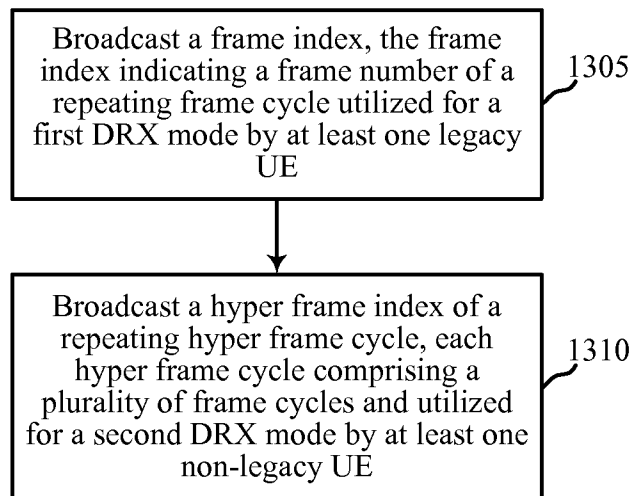 Broadcast a frame index, the frame
index indicating a frame number of a
repeating frame cycle utilized for a
first DRX mode by at least one legacy
UE
1305
Broadcast a hyper frame index of a
repeating hyper frame cycle, each
hyper frame cycle comprising a
plurality of frame cycles and utilized
for a second DRX mode by at least one
non-legacy UE
1310